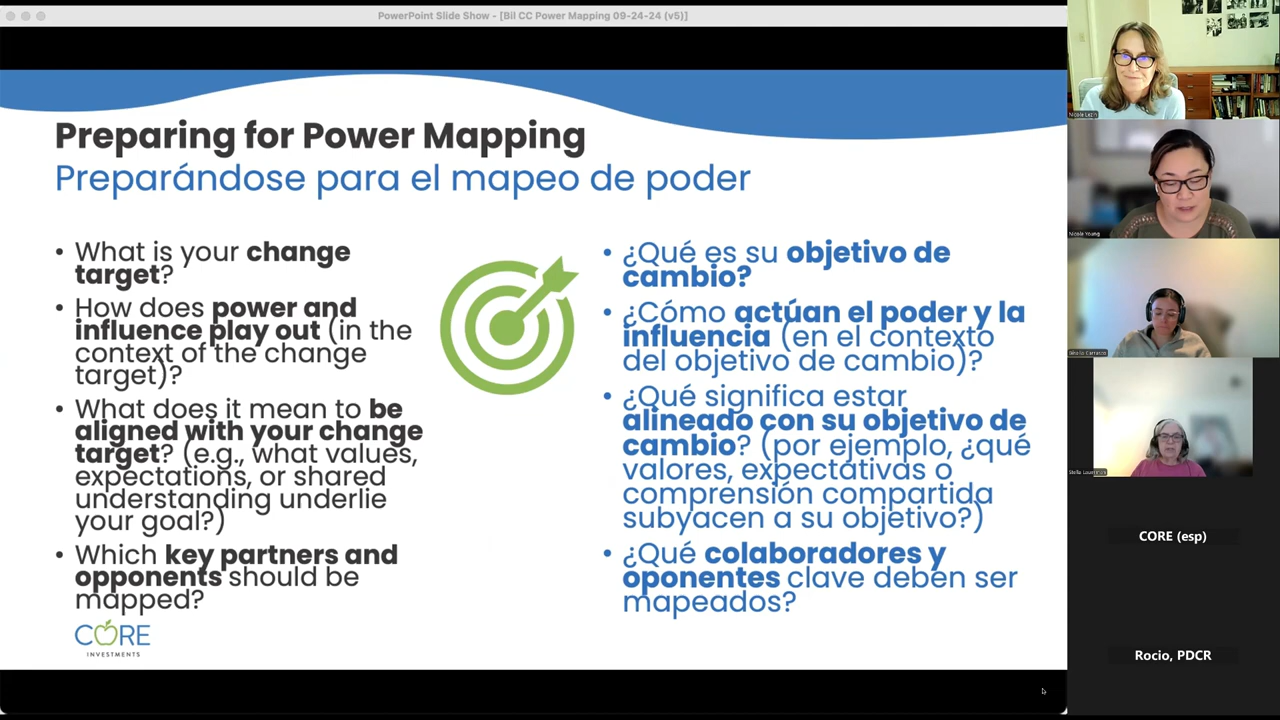 PowerPoint Slide Show - [Bil CC Power Mapping 09-24-24 (v5)]
Preparing for Power Mapping
Preparándose para el mapeo de poder
• What is your change
target?
• How does power and
influence play out (in the
context of the change
target)?
• What does it mean to be
aligned with your change
target? (e.g., what values,
expectations, or shared
understanding underlie
your goal?)
• Which key partners and
opponents should be
mapped?
• ¿Qué es su objetivo de
cambio?
• ¿Cómo actúan el poder y la
influencia (en el contexto
del objetivo de cambio)?
• ¿Qué significa estar
alineado con su objetivo de
cambio? (por ejemplo, ¿qué
valores, expectativas o
comprensión compartida
subyacen a su objetivo?)
• ¿Qué colaboradores y
oponentes clave deben ser
mapeados?
CORE
INVESTMENTS
Nicole Young
CORE (esp)
Rocio, PDCR